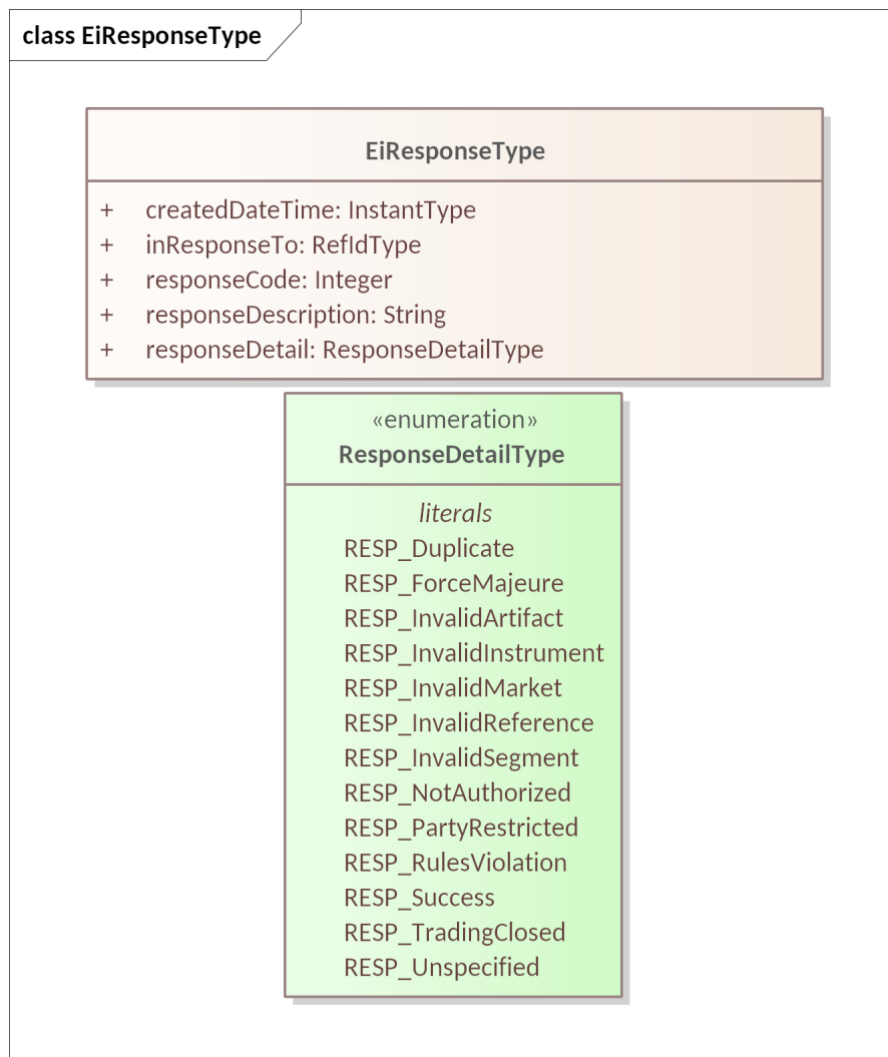 class EiResponseType
EiResponseType
+ createdDateTime: InstantType
+ inResponseTo: RefIdType
+ responseCode: Integer
+ responseDescription: String
+ responseDetail: ResponseDetailType
«enumeration»
ResponseDetailType
literals
RESP_Duplicate
RESP_ForceMajeure
RESP_InvalidArtifact
RESP_InvalidInstrument
RESP_InvalidMarket
RESP_InvalidReference
RESP_InvalidSegment
RESP_NotAuthorized
RESP_PartyRestricted
RESP_RulesViolation
RESP_Success
RESP_TradingClosed
RESP_Unspecified